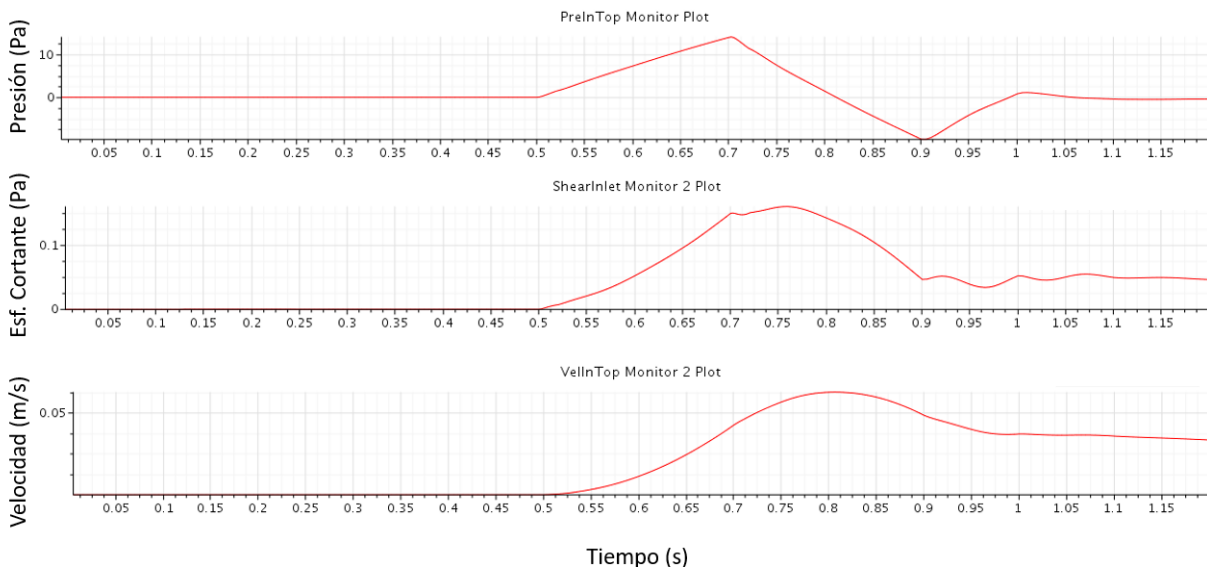 PreInTop Monitor Plot
Presión (Pa)
10
0
0.05 0.1 0.15 0.2 0.25 0.3 0.35 0.4 0.45 0.5 0.55 0.6 0.65 0.7 0.75 0.8 0.85 0.9 0.95 1 1.05 1.1 1.15
ShearInlet Monitor 2 Plot
Esf. Cortante (Pa)
0.1
0
0.05 0.1 0.15 0.2 0.25 0.3 0.35 0.4 0.45 0.5 0.55 0.6 0.65 0.7 0.75 0.8 0.85 0.9 0.95 1 1.05 1.1 1.15
VelInTop Monitor 2 Plot
Velocidad (m/s)
0.05
0.05 0.1 0.15 0.2 0.25 0.3 0.35 0.4 0.45 0.5 0.55 0.6 0.65 0.7 0.75 0.8 0.85 0.9 0.95 1 1.05 1.1 1.15
Tiempo (s)